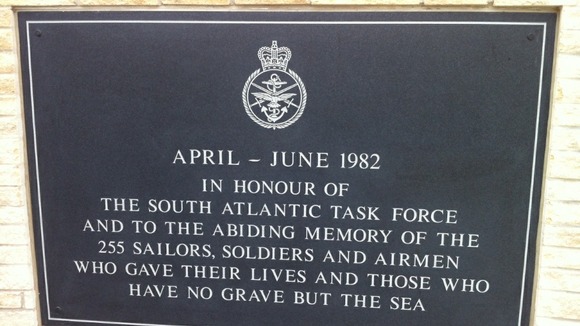 APRIL – JUNE 1982
IN HONOUR OF
THE SOUTH ATLANTIC TASK FORCE
AND TO THE ABIDING MEMORY OF THE
255 SAILORS, SOLDIERS AND AIRMEN
WHO GAVE THEIR LIVES AND THOSE WHO
HAVE NO GRAVE BUT THE SEA